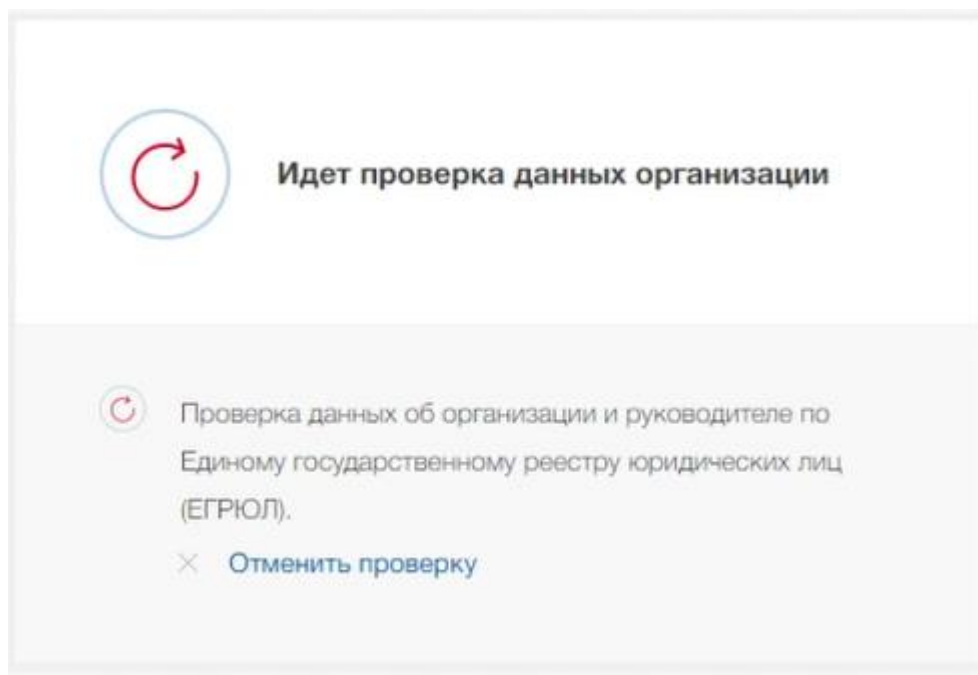 Идет проверка данных организации
Проверка данных об организации и руководителе по
Единому государственному реестру юридических лиц
(ЕГРЮЛ).
Отменить проверку